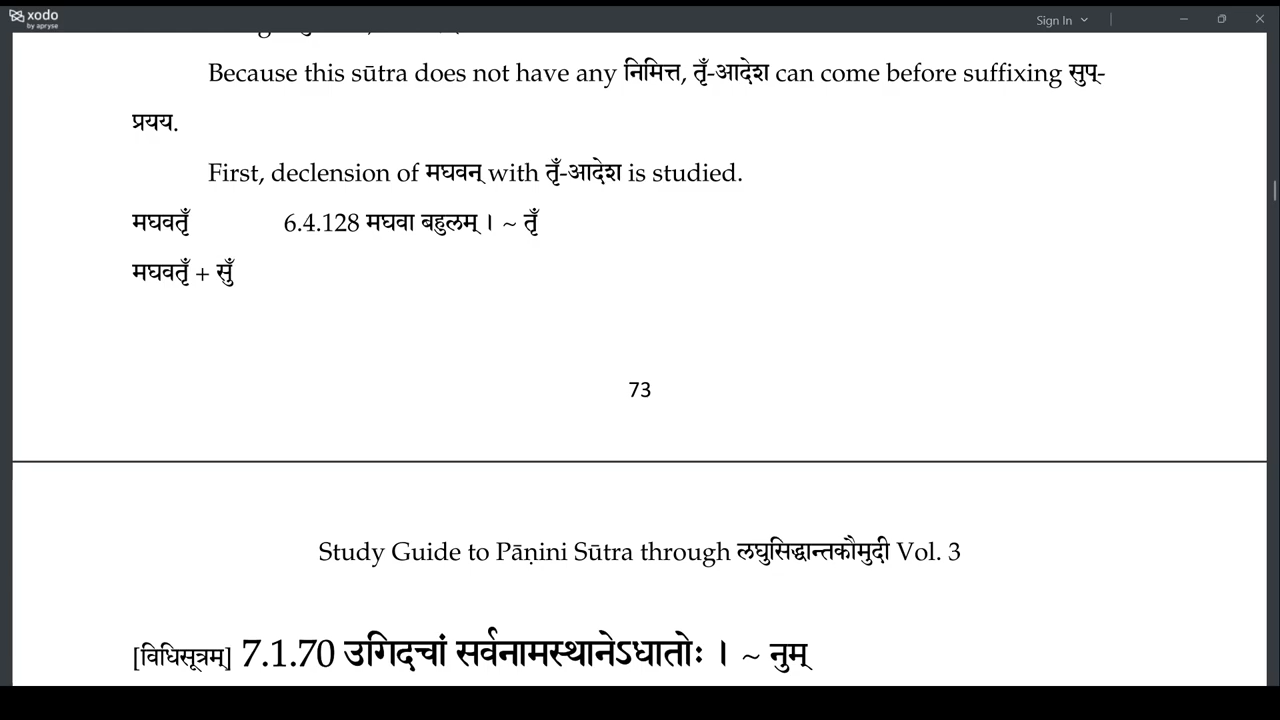 xodo
by apryse
Sign In
Because this sūtra does not have any निमित्त, तृँ-आदेश can come before suffixing सुप्-
प्रयय.
First, declension of मघवन् with तृँ-आदेश is studied.
मघवतृँ 6.4.128 मघवा बहुलम् । ~ तृँ
मघवतृँ + सुँ
73
Study Guide to Pāṇini Sūtra through लघुसिद्धान्तकौमुदी Vol. 3
[विधिसूत्रम्] 7.1.70 उगिदचां सर्वनामस्थानेऽधातोः । ~ नुम्